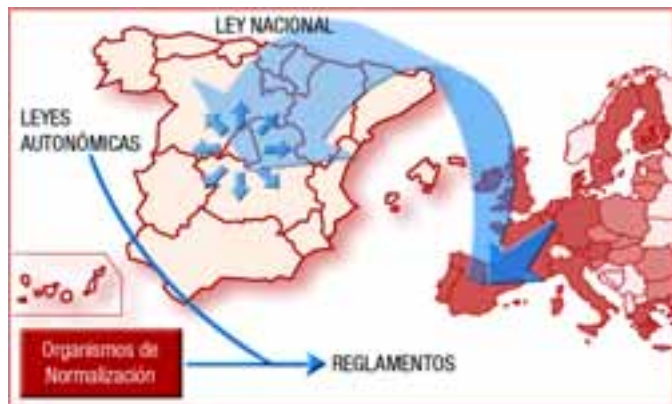 LEY NACIONAL
LEYES
AUTONÓMICAS
Organismos de
Normalización
REGLAMENTOS